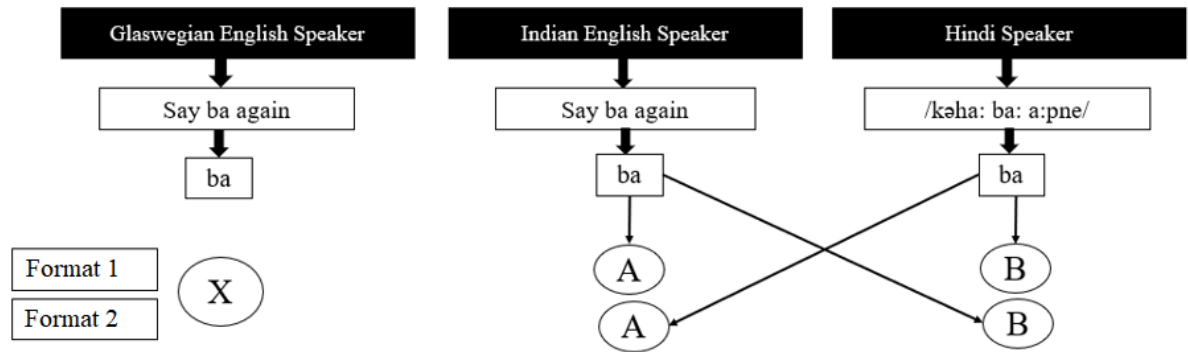 Glaswegian English Speaker
Indian English Speaker
Hindi Speaker
Say ba again
Say ba again
/kəha: ba: a:pne/
ba
ba
ba
Format 1
Format 2
X
A
B
A
B